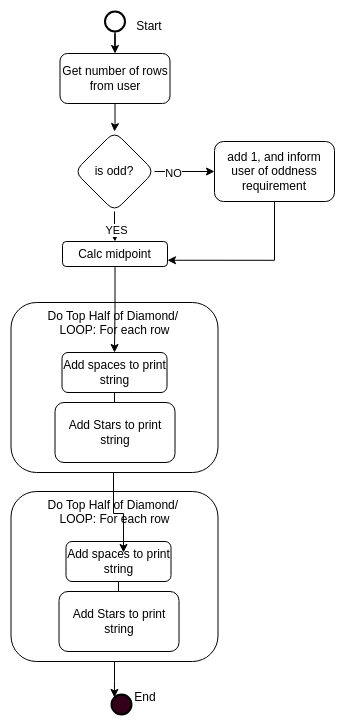 Start
Get number of rows
from user
is odd?
NO
add 1, and inform
user of oddness
requirement
YES
Calc midpoint
Do Top Half of Diamond/
LOOP: For each row
Add spaces to print
string
Add Stars to print
string
Do Top Half of Diamond/
LOOP: For each row
Add spaces to print
string
Add Stars to print
string
End